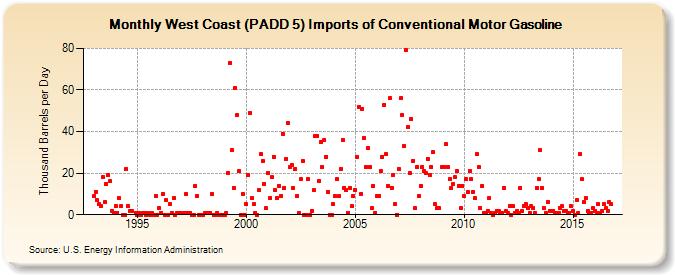 Monthly West Coast (PADD 5) Imports of Conventional Motor Gasoline
Thousand Barrels per Day
80
60
40
20
0
1995 2000 2005 2010 2015
Source: U.S. Energy Information Administration